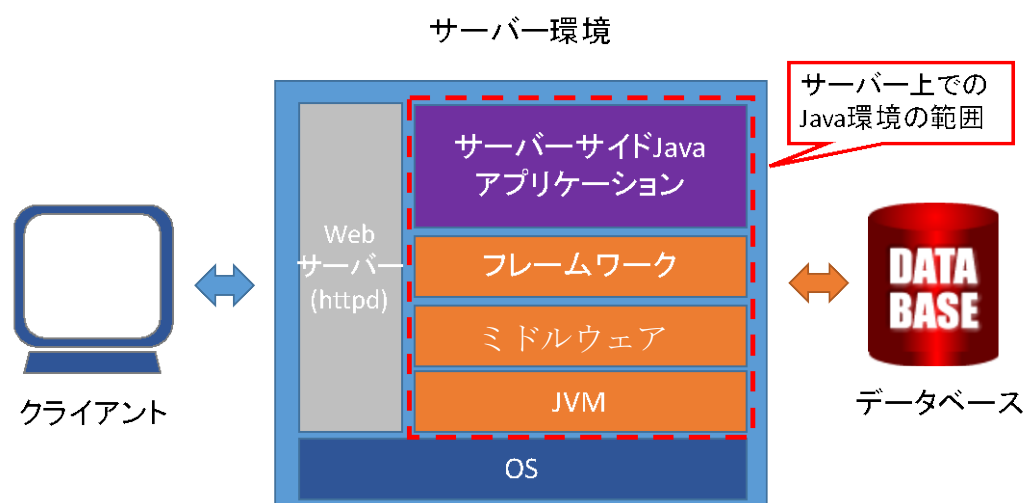 サーバー環境
サーバー上での
Java環境の範囲
サーバーサイドJava
アプリケーション
Web
サーバー
(httpd)
フレームワーク
ミドルウェア
JVM
OS
クライアント
DATA
BASE
データベース